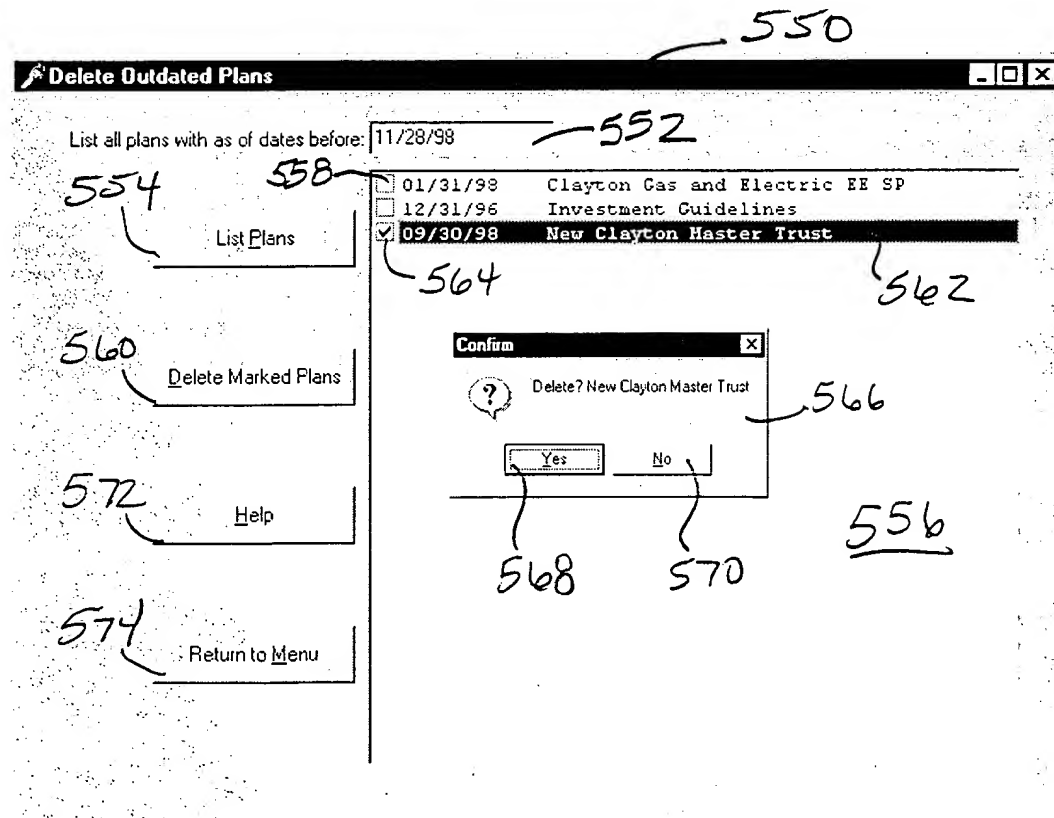 550
Delete Outdated Plans
List all plans with as of dates before: 11/28/98
552
554
558
01/31/98 Clayton Gas and Electric EE SP
12/31/96 Investment Guidelines
09/30/98 New Clayton Master Trust
List Plans
564
562
560
Delete Marked Plans
Confirm
?
Delete? New Clayton Master Trust
566
Yes
No
572
Help
568
570
556
574
Return to Menu